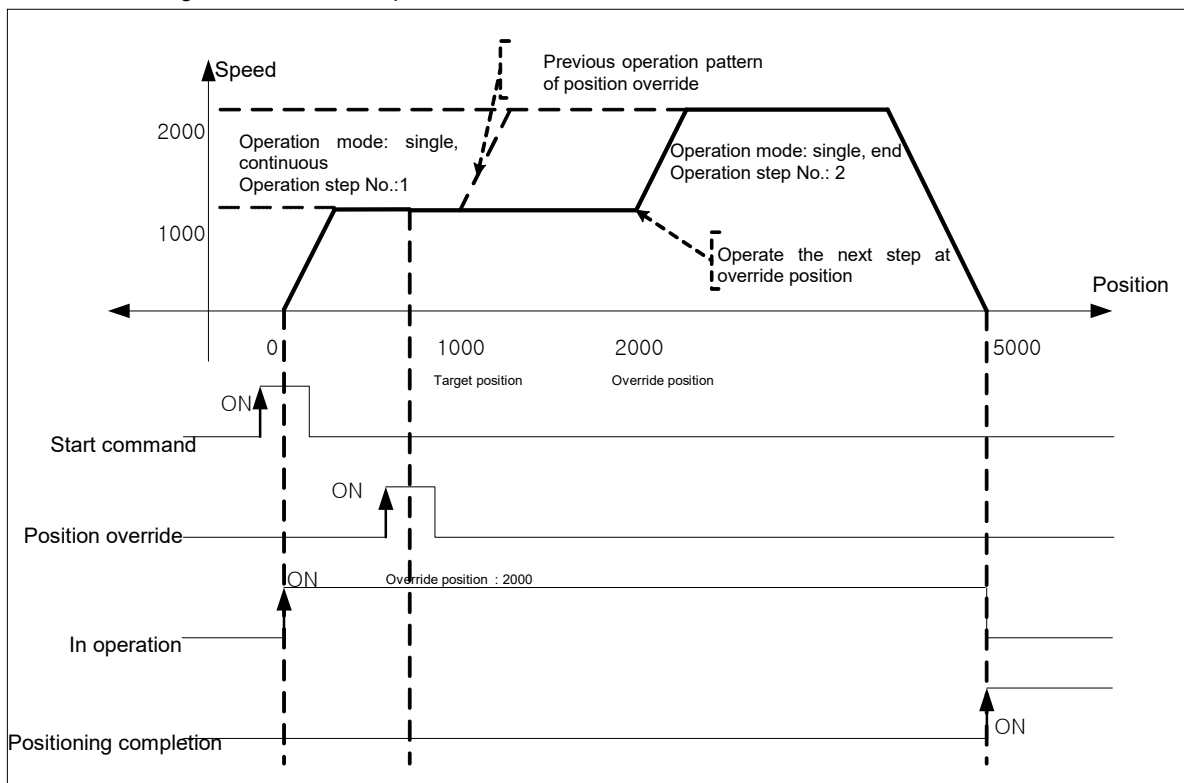 Speed
Previous operation pattern
of position override
2000
Operation mode: single,
continuous
Operation step No.:1
Operation mode: single, end
Operation step No.: 2
1000
Operate the next step at
override position
Position
0
1000
2000
5000
Target position
Override position
ON
Start command
ON
Position override
ON
Override position : 2000
In operation
ON
Positioning completion